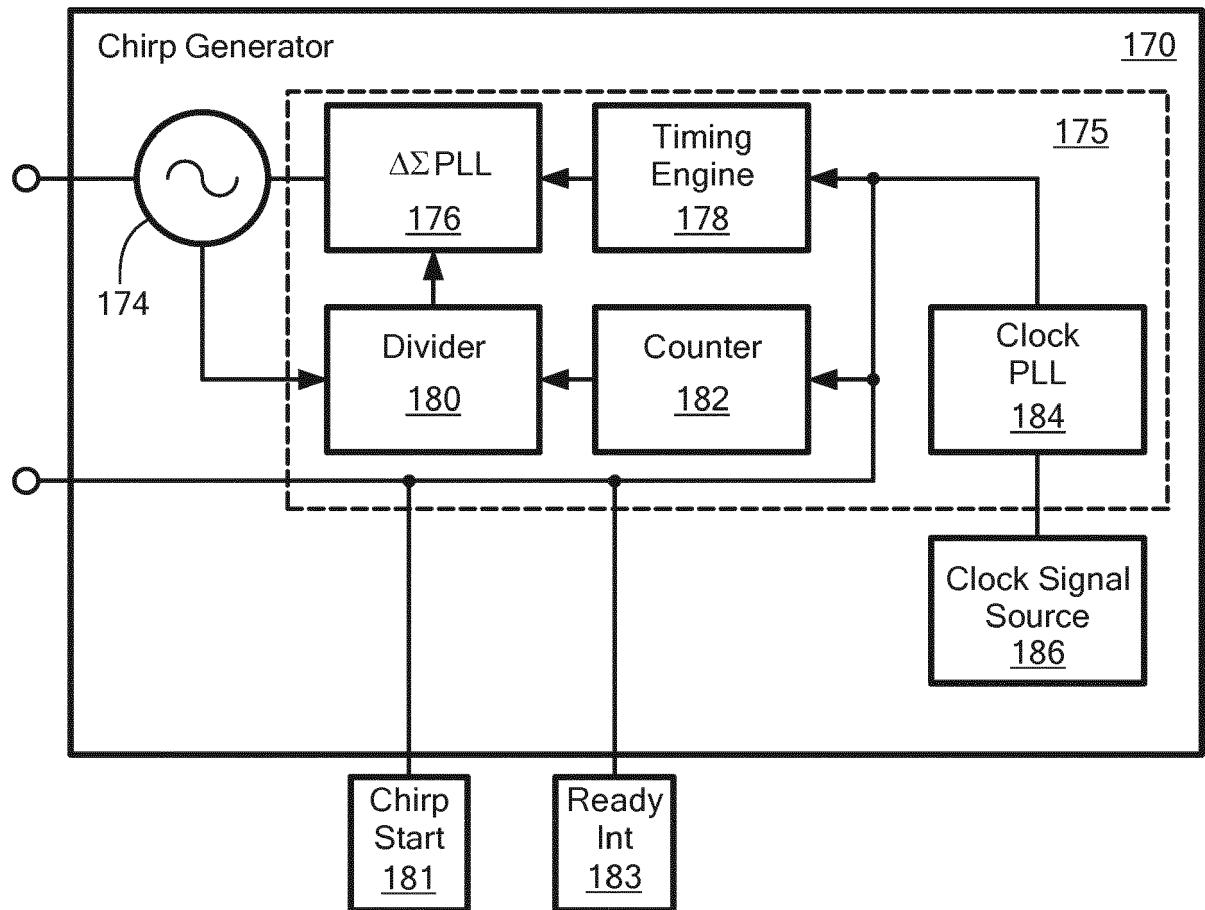 Chirp Generator
170
175
ΔΣ PLL
176
Timing
Engine
178
174
Divider
180
Counter
182
Clock
PLL
184
Clock Signal
Source
186
Chirp
Start
181
Ready
Int
183